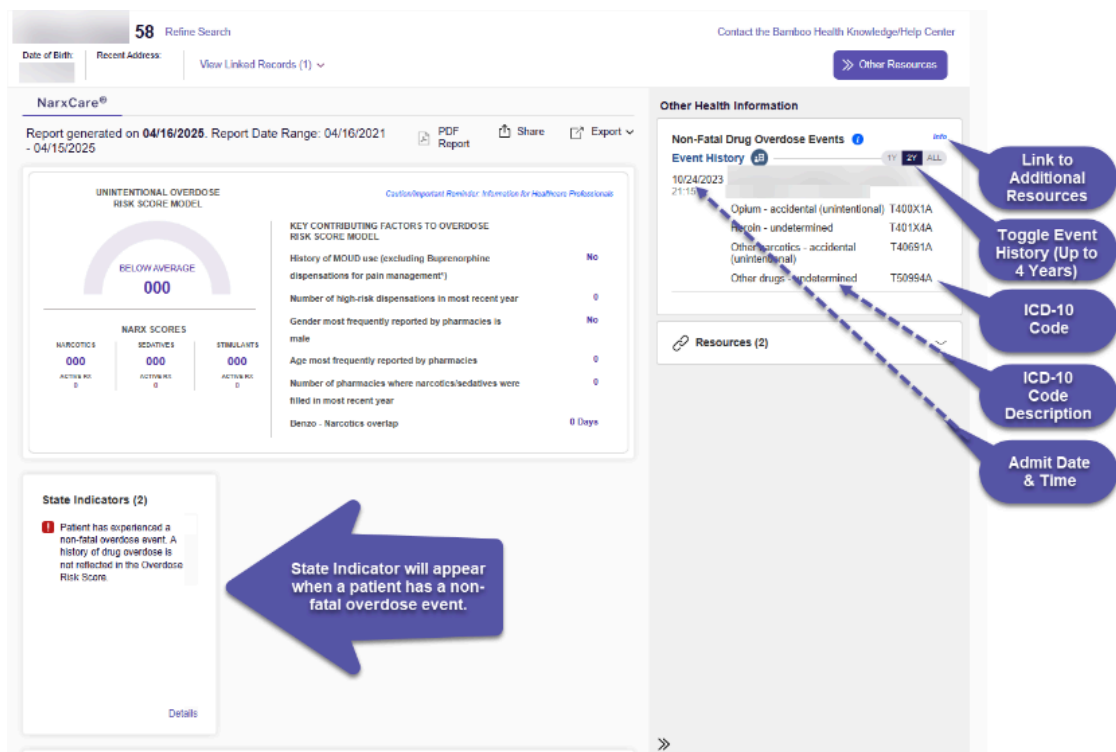 58 Refine Search
Contact the Bamboo Health Knowledge/Help Center
Date of Birth:
Recent Address:
View Linked Records (1)
Other Resources
NarxCare®
Report generated on 04/16/2025. Report Date Range: 04/16/2021
- 04/15/2025
PDF
Report
Share
Export
UNINTENTIONAL OVERDOSE
RISK SCORE MODEL
BELOW AVERAGE
000
NARX SCORES
NARCOTICS
SEDATIVES
STIMULANTS
000
000
000
ACTIVE RX
ACTIVE RX
ACTIVE RX
0
0
0
Caution/Important Reminder: Information for Healthcare Professionals
KEY CONTRIBUTING FACTORS TO OVERDOSE
RISK SCORE MODEL
History of MOUD use (excluding Buprenorphine
dispensations for pain management*)
No
Number of high-risk dispensations in most recent year
0
Gender most frequently reported by pharmacies is
male
No
Age most frequently reported by pharmacies
0
Number of pharmacies where narcotics/sedatives were
filled in most recent year
0
Benzo - Narcotics overlap
0 Days
State Indicators (2)
Patient has experienced a
non-fatal overdose event. A
history of drug overdose is
not reflected in the Overdose
Risk Score.
Details
State Indicator will appear
when a patient has a non-
fatal overdose event.
Other Health Information
Non-Fatal Drug Overdose Events
Info
Event History
1Y 2Y ALL
10/24/2023
21:15
Opium - accidental (unintentional) T400X1A
Heroin - undetermined T401X4A
Other narcotics - accidental T40691A
(unintentional)
Other drugs - undetermined T50994A
Resources (2)
Link to
Additional
Resources
Toggle Event
History (Up to
4 Years)
ICD-10
Code
ICD-10
Code
Description
Admit Date
& Time